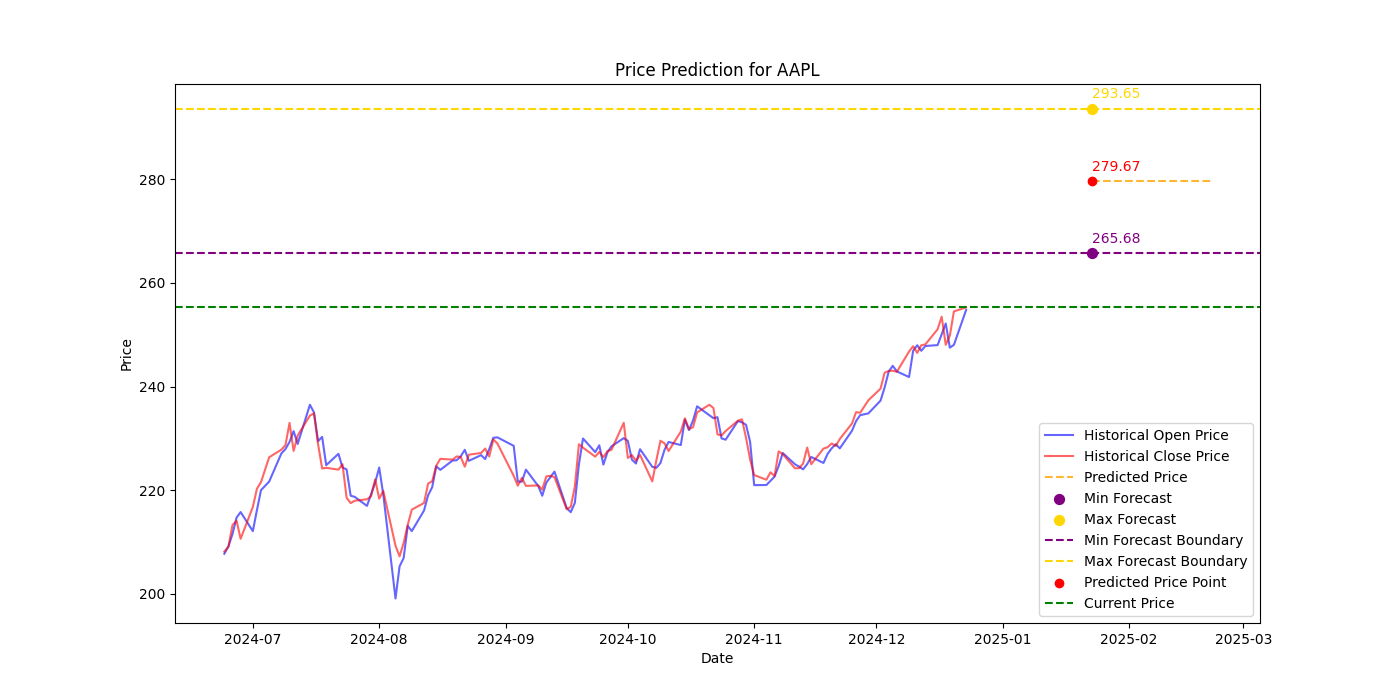 Price Prediction for AAPL
293.65
279.67
265.68
280
260
240
220
200
Price
Historical Open Price
Historical Close Price
Predicted Price
Min Forecast
Max Forecast
Min Forecast Boundary
Max Forecast Boundary
Predicted Price Point
Current Price
2024-07 2024-08 2024-09 2024-10 2024-11 2024-12 2025-01 2025-02 2025-03
Date